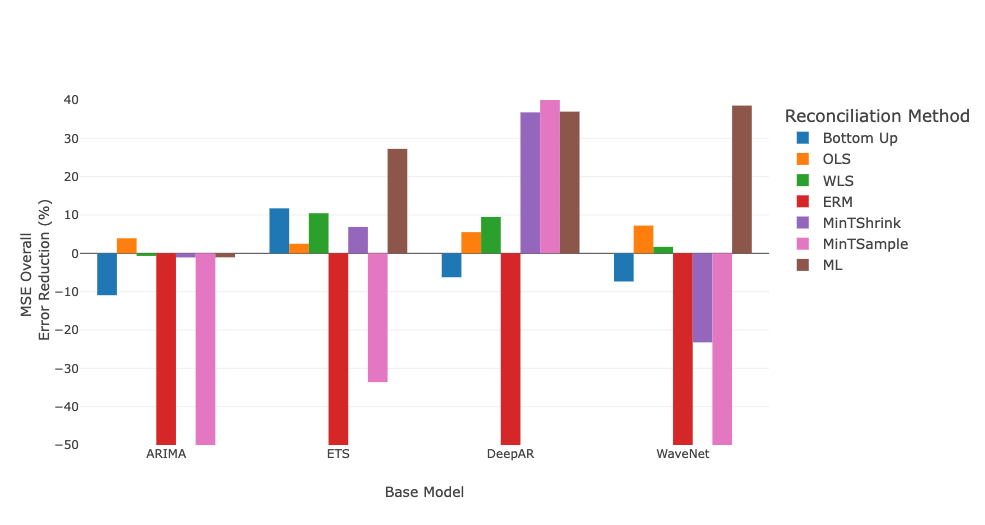 MSE Overall
Error Reduction (%)
40
30
20
10
0
−10
−20
−30
−40
−50
ARIMA
ETS
DeepAR
WaveNet
Base Model
Reconciliation Method
Bottom Up
OLS
WLS
ERM
MinTShrink
MinTSample
ML